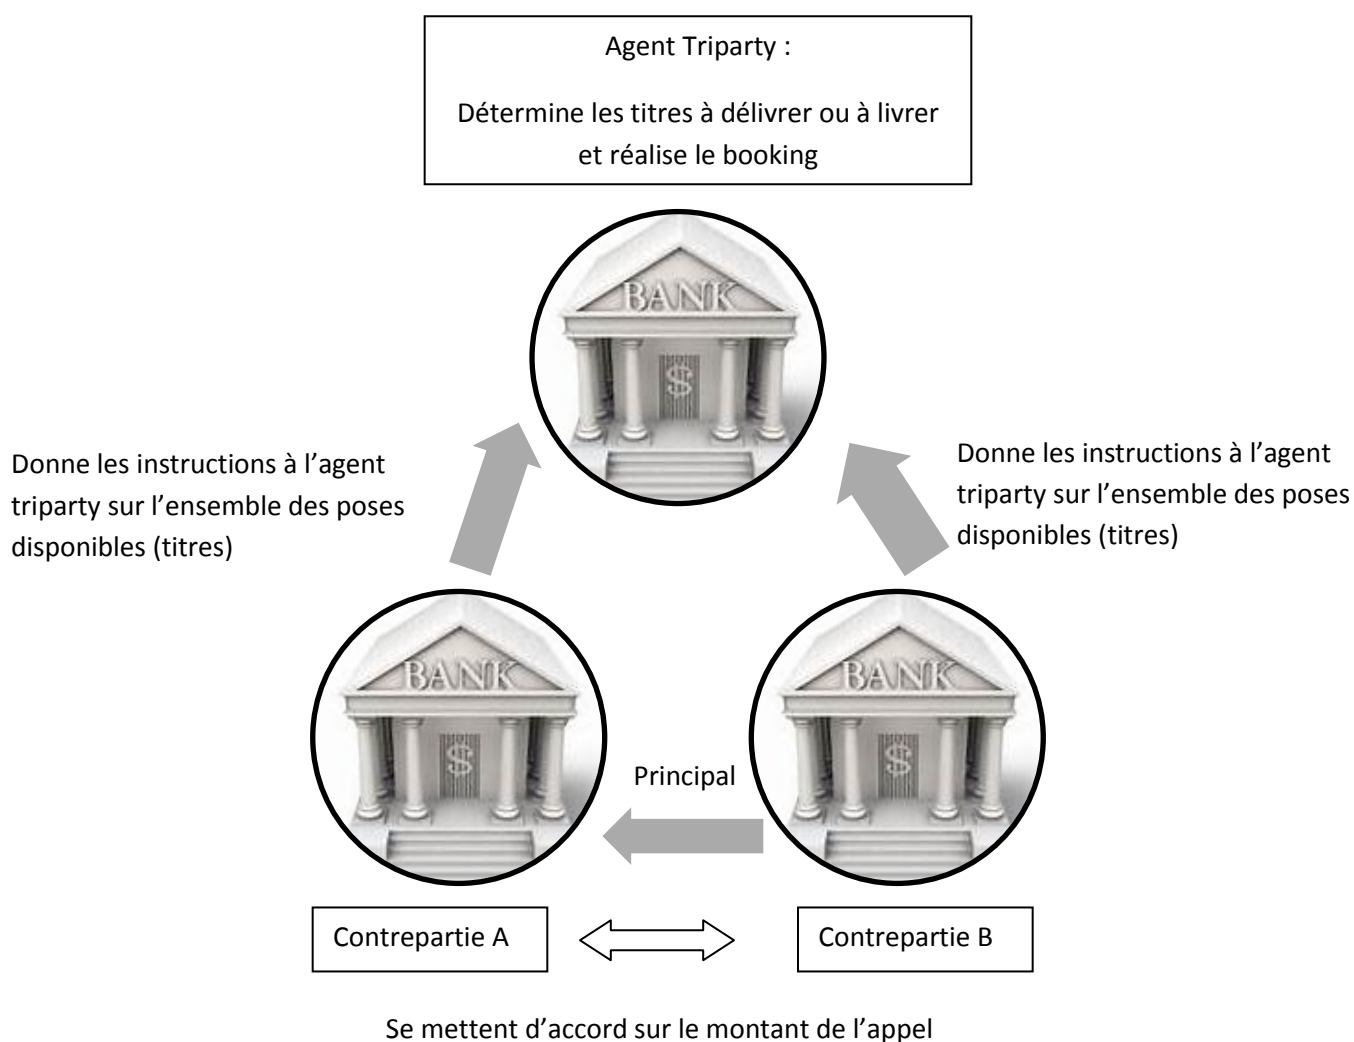 Agent Triparty :
Détermine les titres à délivrer ou à livrer
et réalise le booking
BANK
$
Donne les instructions à l’agent
triparty sur l’ensemble des poses
disponibles (titres)
Donne les instructions à l’agent
triparty sur l’ensemble des poses
disponibles (titres)
BANK
$
Principal
BANK
$
Contrepartie A
Contrepartie B
Se mettent d’accord sur le montant de l’appel